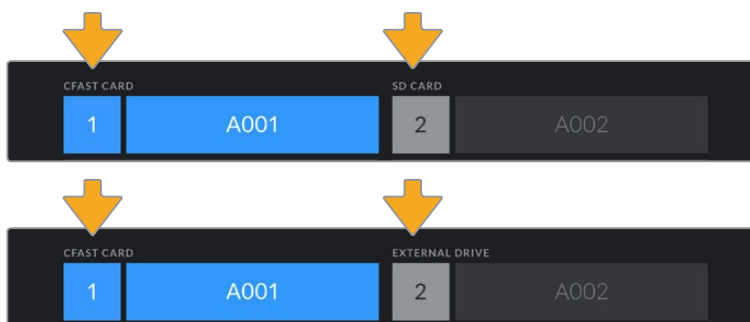 CFAST CARD SD CARD
1 A001 2 A002
CFAST CARD EXTERNAL DRIVE
1 A001 2 A002